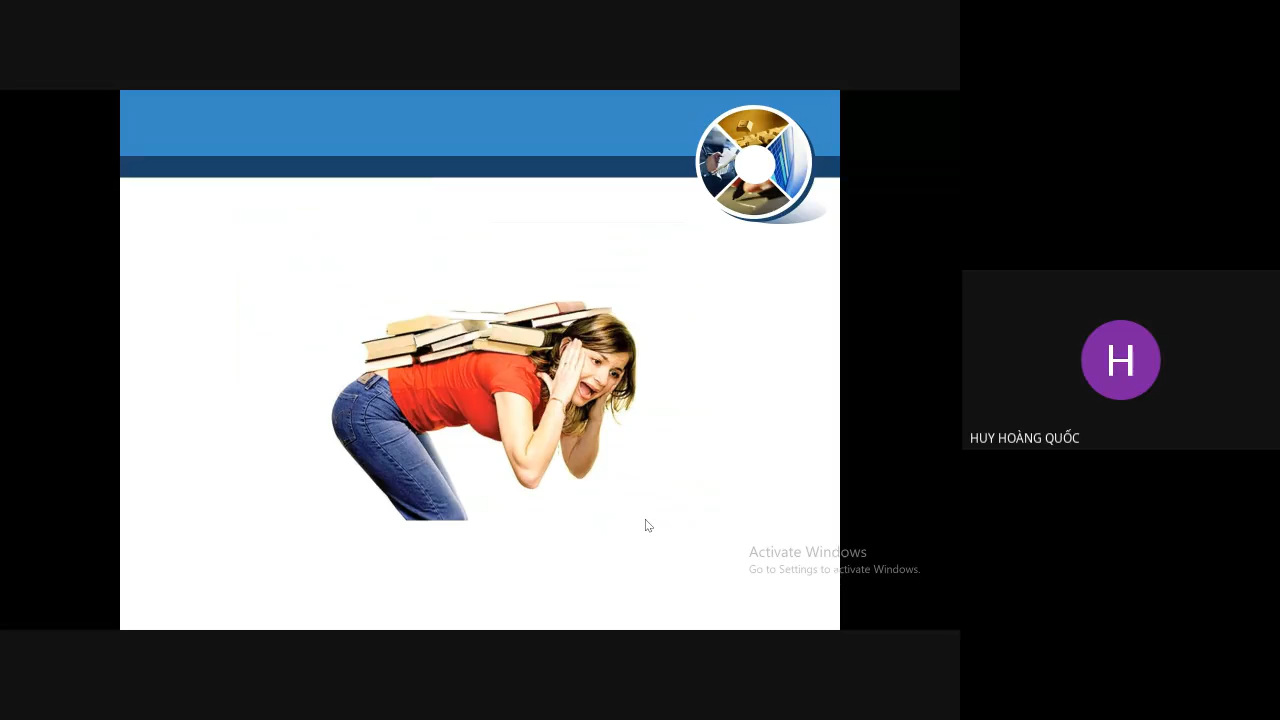 H
HUY HOÀNG QUỐC
Activate Windows
Go to Settings to activate Windows.